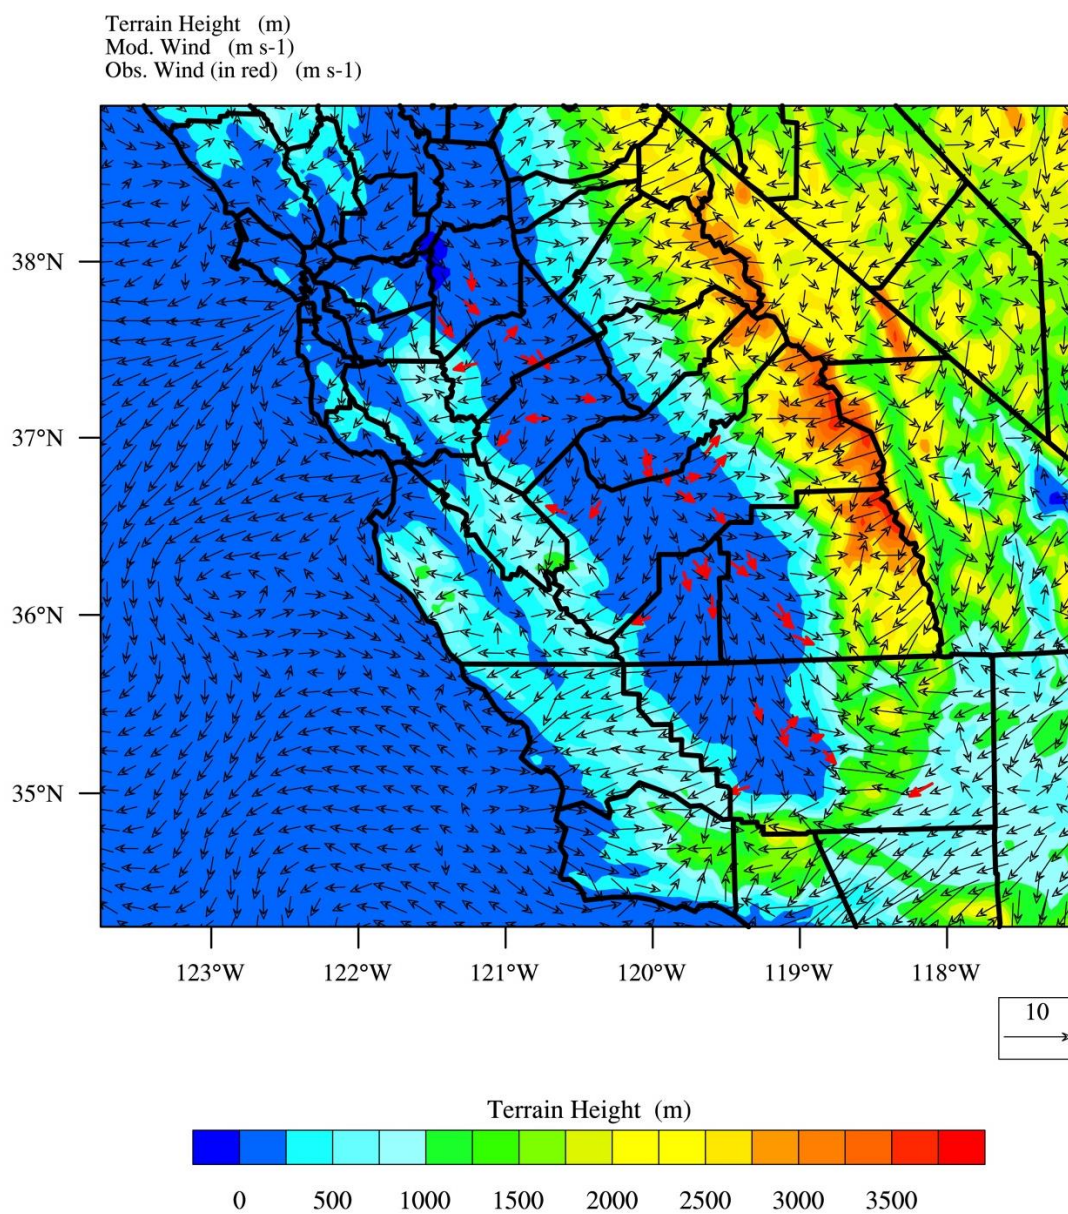 Terrain Height (m)
Mod. Wind (m s-1)
Obs. Wind (in red) (m s-1)
38°N
37°N
36°N
35°N
123°W 122°W 121°W 120°W 119°W 118°W
10
Terrain Height (m)
0 500 1000 1500 2000 2500 3000 3500